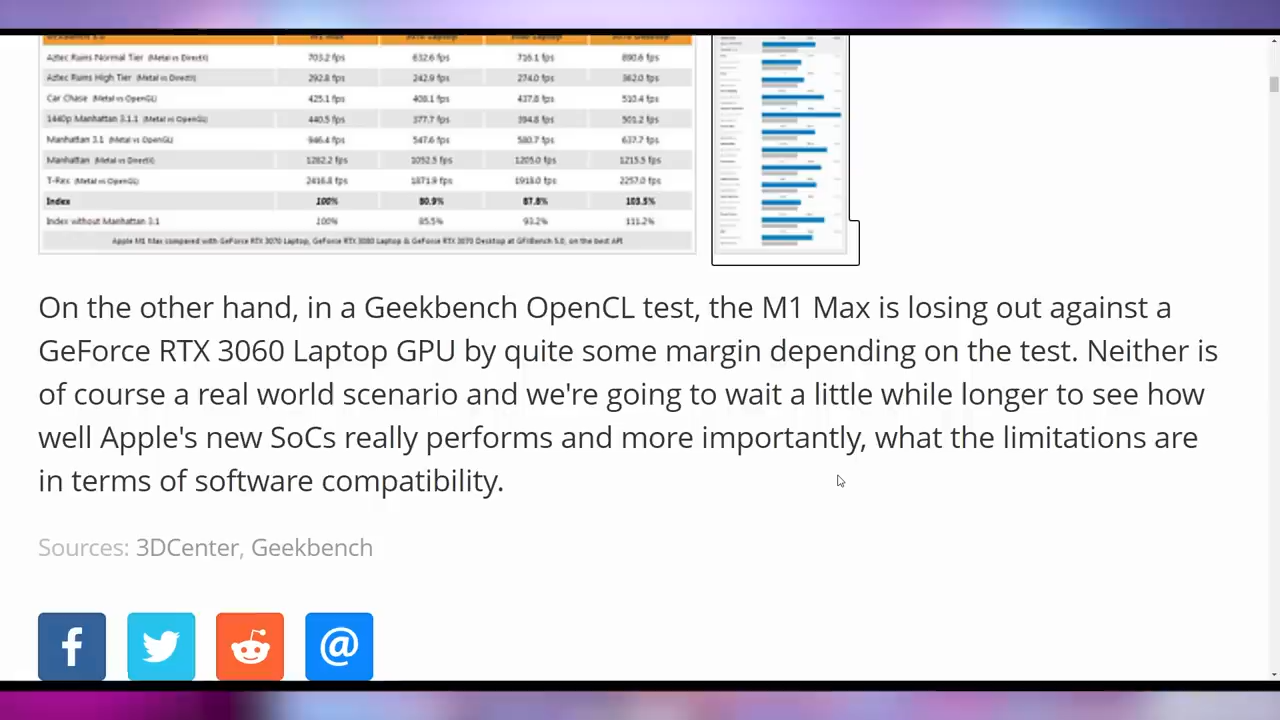 Aztec Ruins Normal Tier (Metal vs DirectX) 703.2 fps 632.6 fps 716.1 fps 890.6 fps
Aztec Ruins High Tier (Metal vs DirectX) 292.8 fps 242.9 fps 274.0 fps 362.0 fps
Car Chase (Metal vs OpenGL) 425.1 fps 408.1 fps 437.8 fps 510.4 fps
1440p Manhattan 3.1.1 (Metal vs OpenGL) 440.5 fps 377.7 fps 394.8 fps 501.2 fps
Manhattan 3.1 (Metal vs OpenGL) 946.4 fps 547.6 fps 580.7 fps 637.7 fps
Manhattan (Metal vs DirectX) 1282.2 fps 1052.5 fps 1205.0 fps 1215.5 fps
T-Rex (Metal vs OpenGL) 2416.8 fps 1871.9 fps 1918.0 fps 2257.0 fps
Index 100% 80.9% 103.5%
Index without Manhattan 3.1 100% 85.5% 93.2% 111.2%
Apple M1 Max compared with GeForce RTX 3070 Laptop, GeForce RTX 3080 Laptop & GeForce RTX 3070 Desktop at GFXBench 5.0, on the best API
On the other hand, in a Geekbench OpenCL test, the M1 Max is losing out against a
GeForce RTX 3060 Laptop GPU by quite some margin depending on the test. Neither is
of course a real world scenario and we're going to wait a little while longer to see how
well Apple's new SoCs really performs and more importantly, what the limitations are
in terms of software compatibility.
Sources: 3DCenter, Geekbench